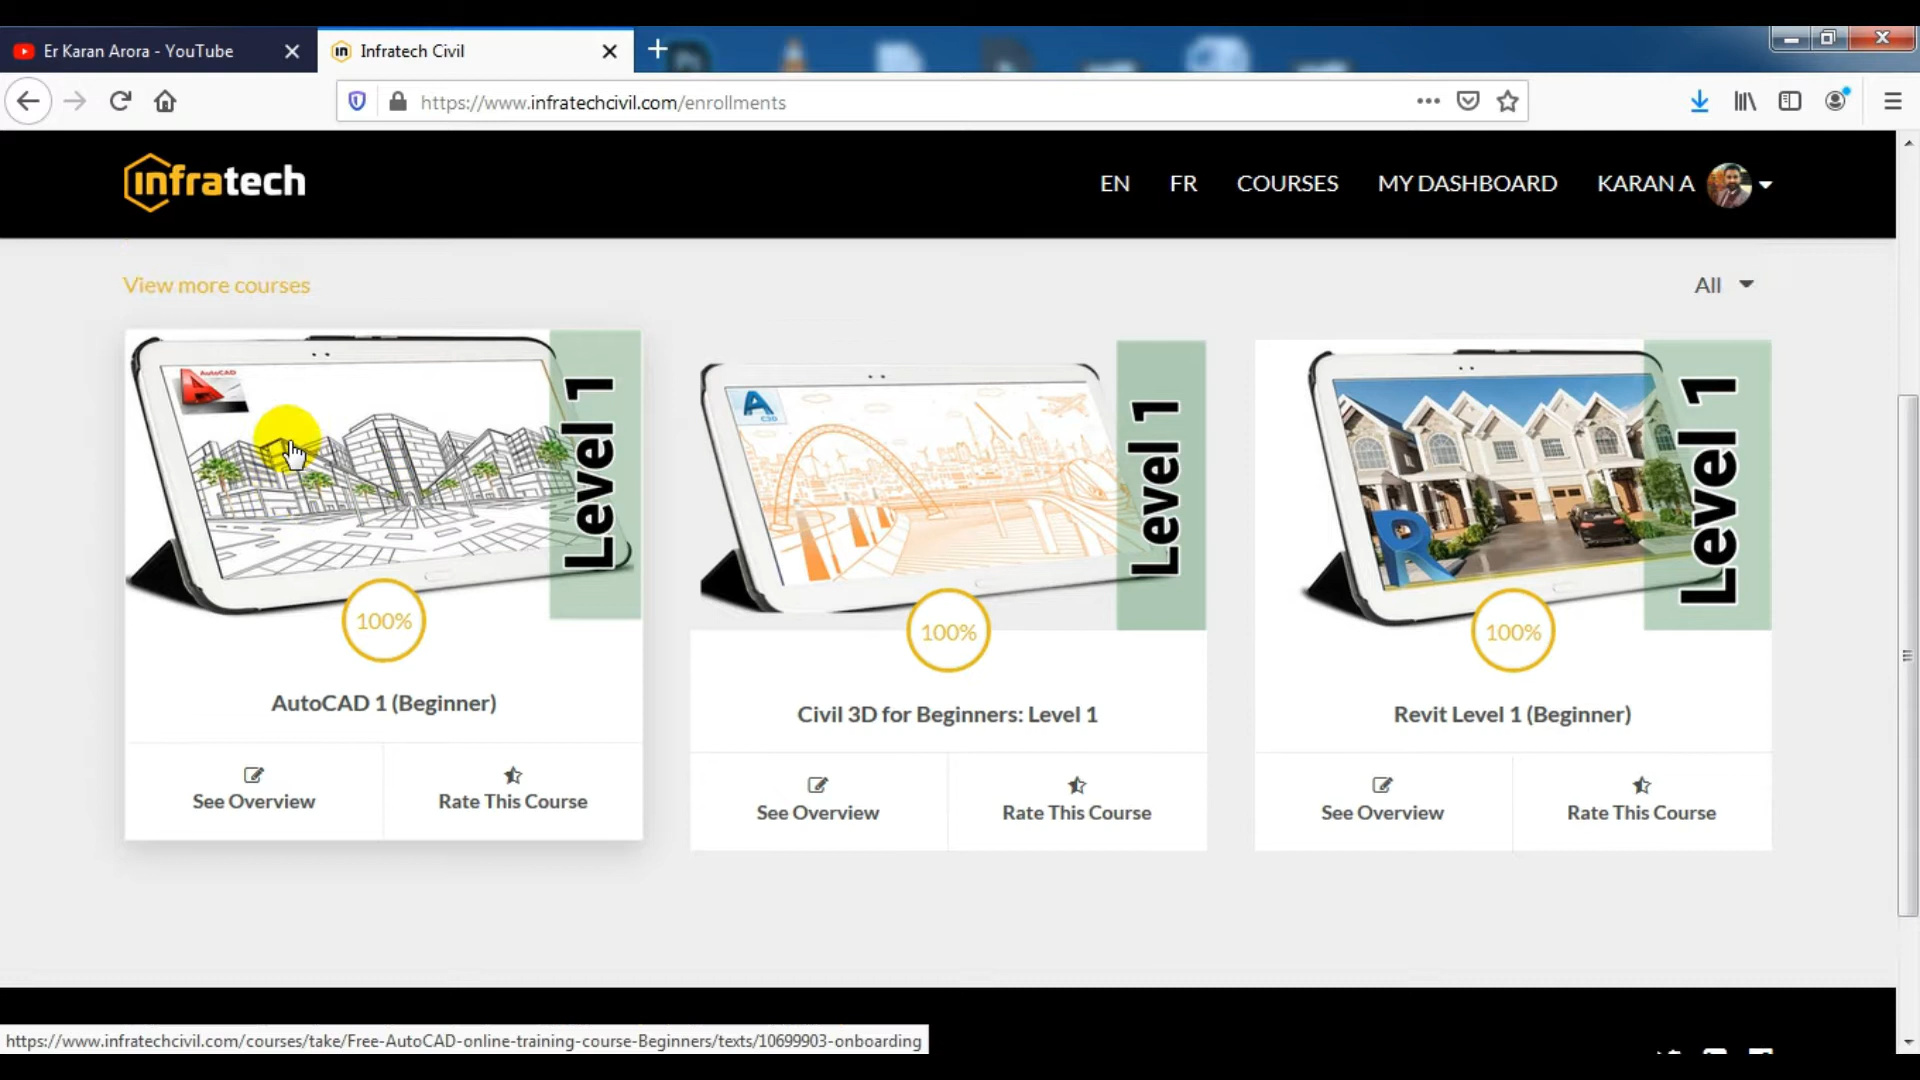 Er Karan Arora - YouTube
in Infratech Civil
https://www.infratechcivil.com/enrollments
infratech
EN FR COURSES MY DASHBOARD KARAN A
View more courses
All
AutoCAD
Level 1
C3D
Level 1
Level 1
100%
100%
100%
AutoCAD 1 (Beginner)
Civil 3D for Beginners: Level 1
Revit Level 1 (Beginner)
See Overview
Rate This Course
See Overview
Rate This Course
See Overview
Rate This Course
https://www.infratechcivil.com/courses/take/Free-AutoCAD-online-training-course-Beginners/texts/10699903-onboarding